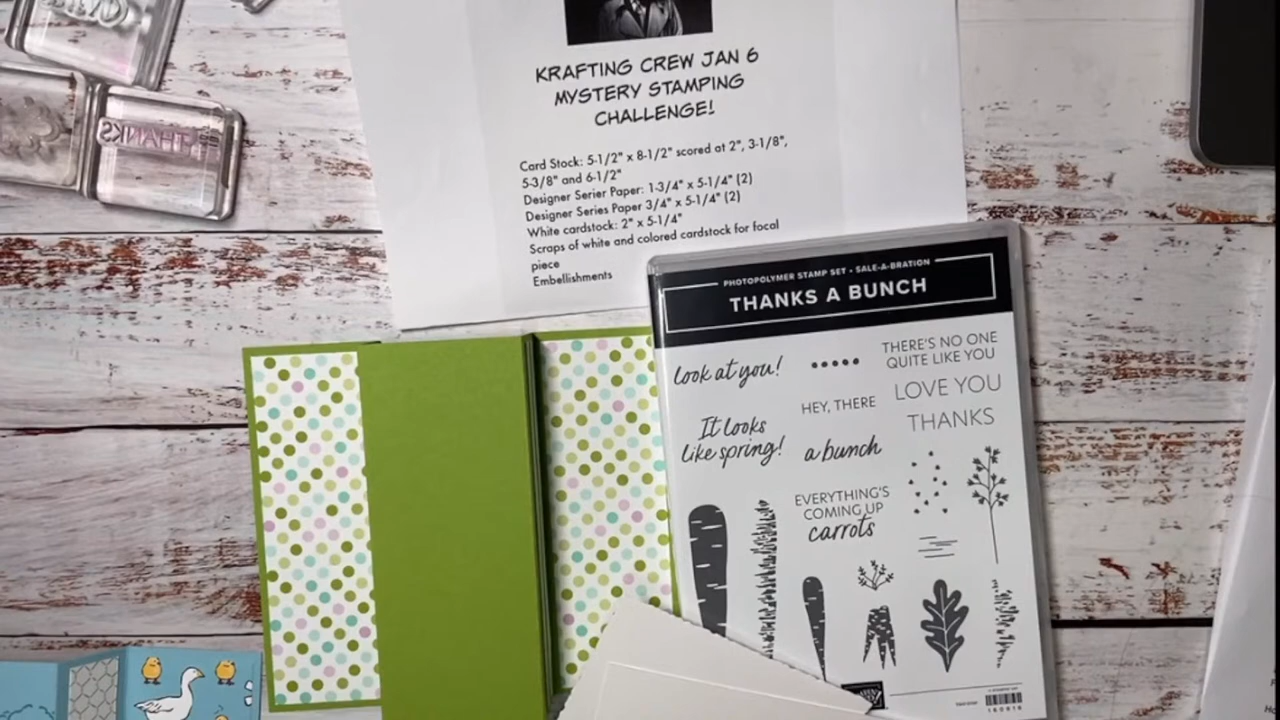 KRAFTING CREW JAN 6
MYSTERY STAMPING
CHALLENGE!
Card Stock: 5-1/2" x 8-1/2" scored at 2", 3-1/8",
5-3/8" and 6-1/2"
Designer Serier Paper: 1-3/4" x 5-1/4" (2)
Designer Series Paper 3/4" x 5-1/4" (2)
White cardstock: 2" x 5-1/4"
Scraps of white and colored cardstock for focal
piece
Embellishments
PHOTOPOLYMER STAMP SET • SALE-A-BRATION
THANKS A BUNCH
look at you!
THERE'S NO ONE
QUITE LIKE YOU
HEY, THERE
LOVE YOU
THANKS
It looks
like spring!
a bunch
EVERYTHING'S
COMING UP
carrots
THANKS